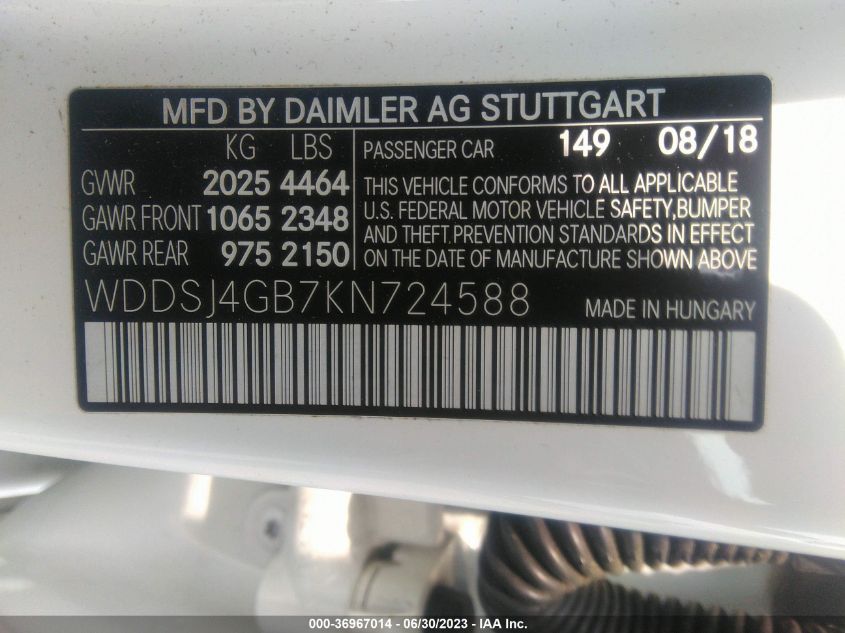 MFD BY DAIMLER AG STUTTGART
KG LBS
GVWR 2025 4464
GAWR FRONT 1065 2348
GAWR REAR 975 2150
PASSENGER CAR 149 08/18
THIS VEHICLE CONFORMS TO ALL APPLICABLE
U.S. FEDERAL MOTOR VEHICLE SAFETY, BUMPER
AND THEFT PREVENTION STANDARDS IN EFFECT
ON THE DATE OF MANUFACTURE SHOWN ABOVE
WDDSJ4GB7KN724588 MADE IN HUNGARY
000-36967014 - 06/30/2023 - IAA Inc.